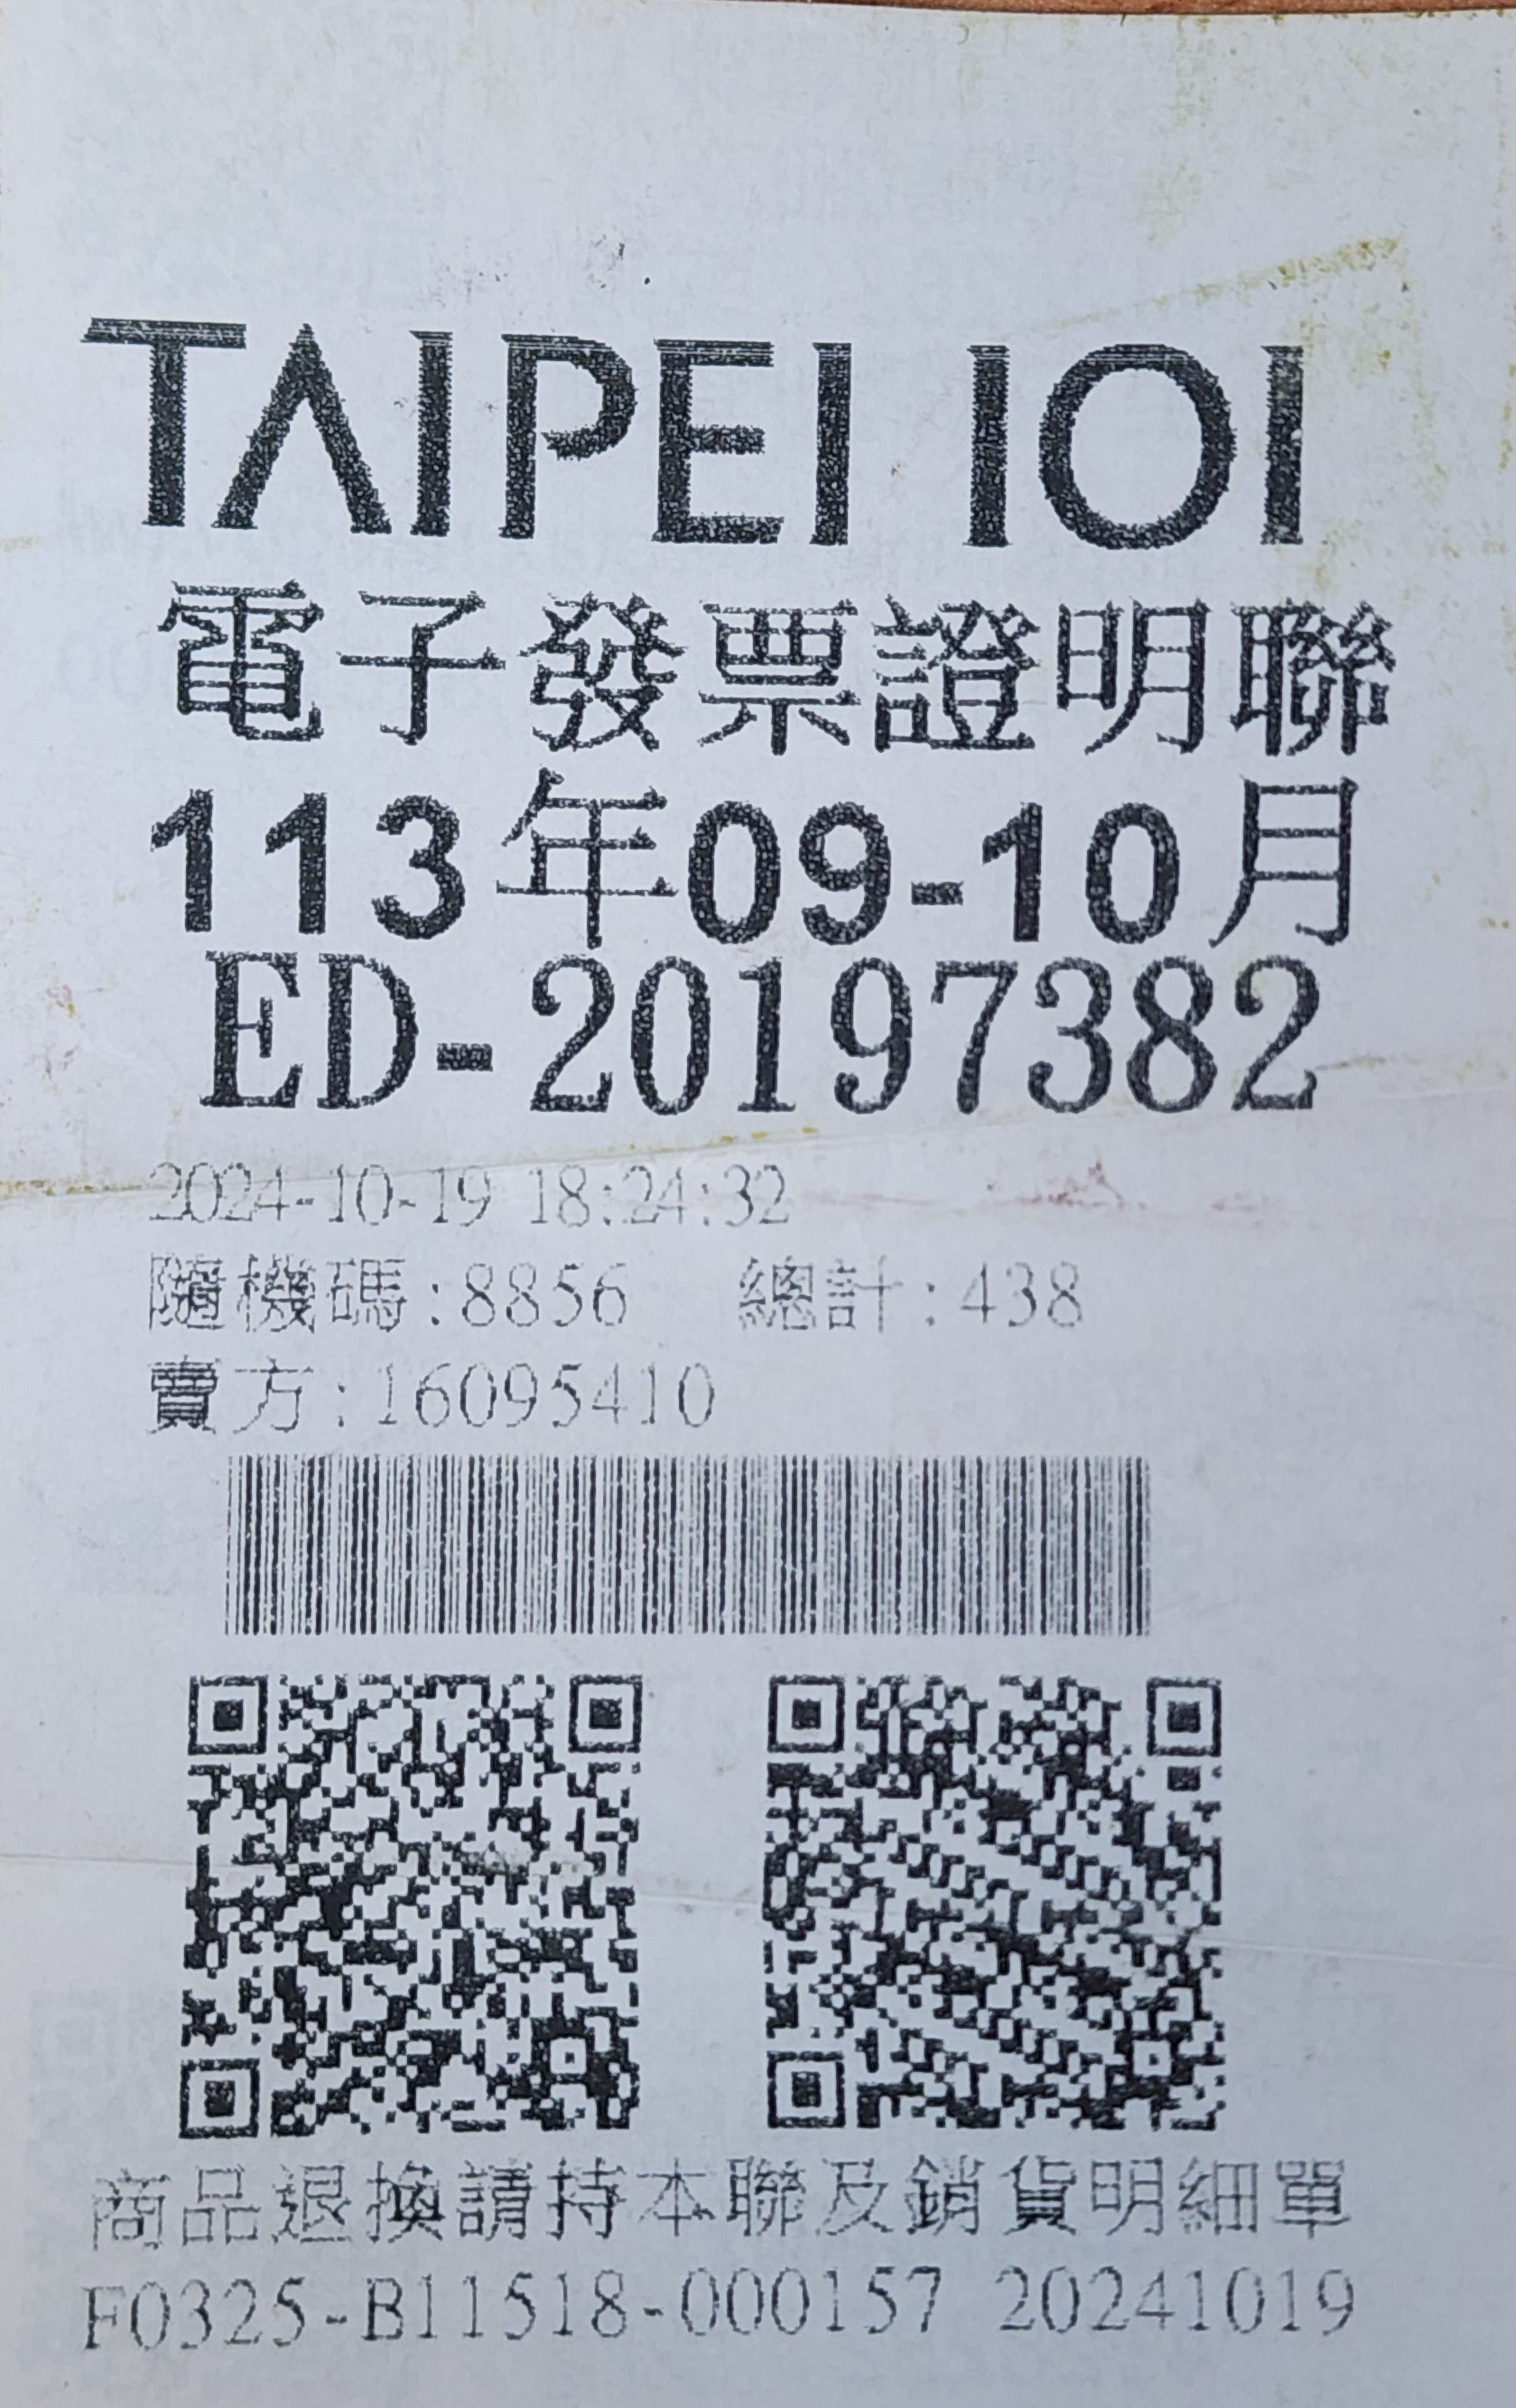 TAIPEI 101
電子發票證明聯
113年09-10月
ED-20197382
2024-10-19 18:24:32
隨機碼:8856 總計:438
賣方:16095410
商品退換請持本聯及銷貨明細單
F0325-B11518-000157 20241019